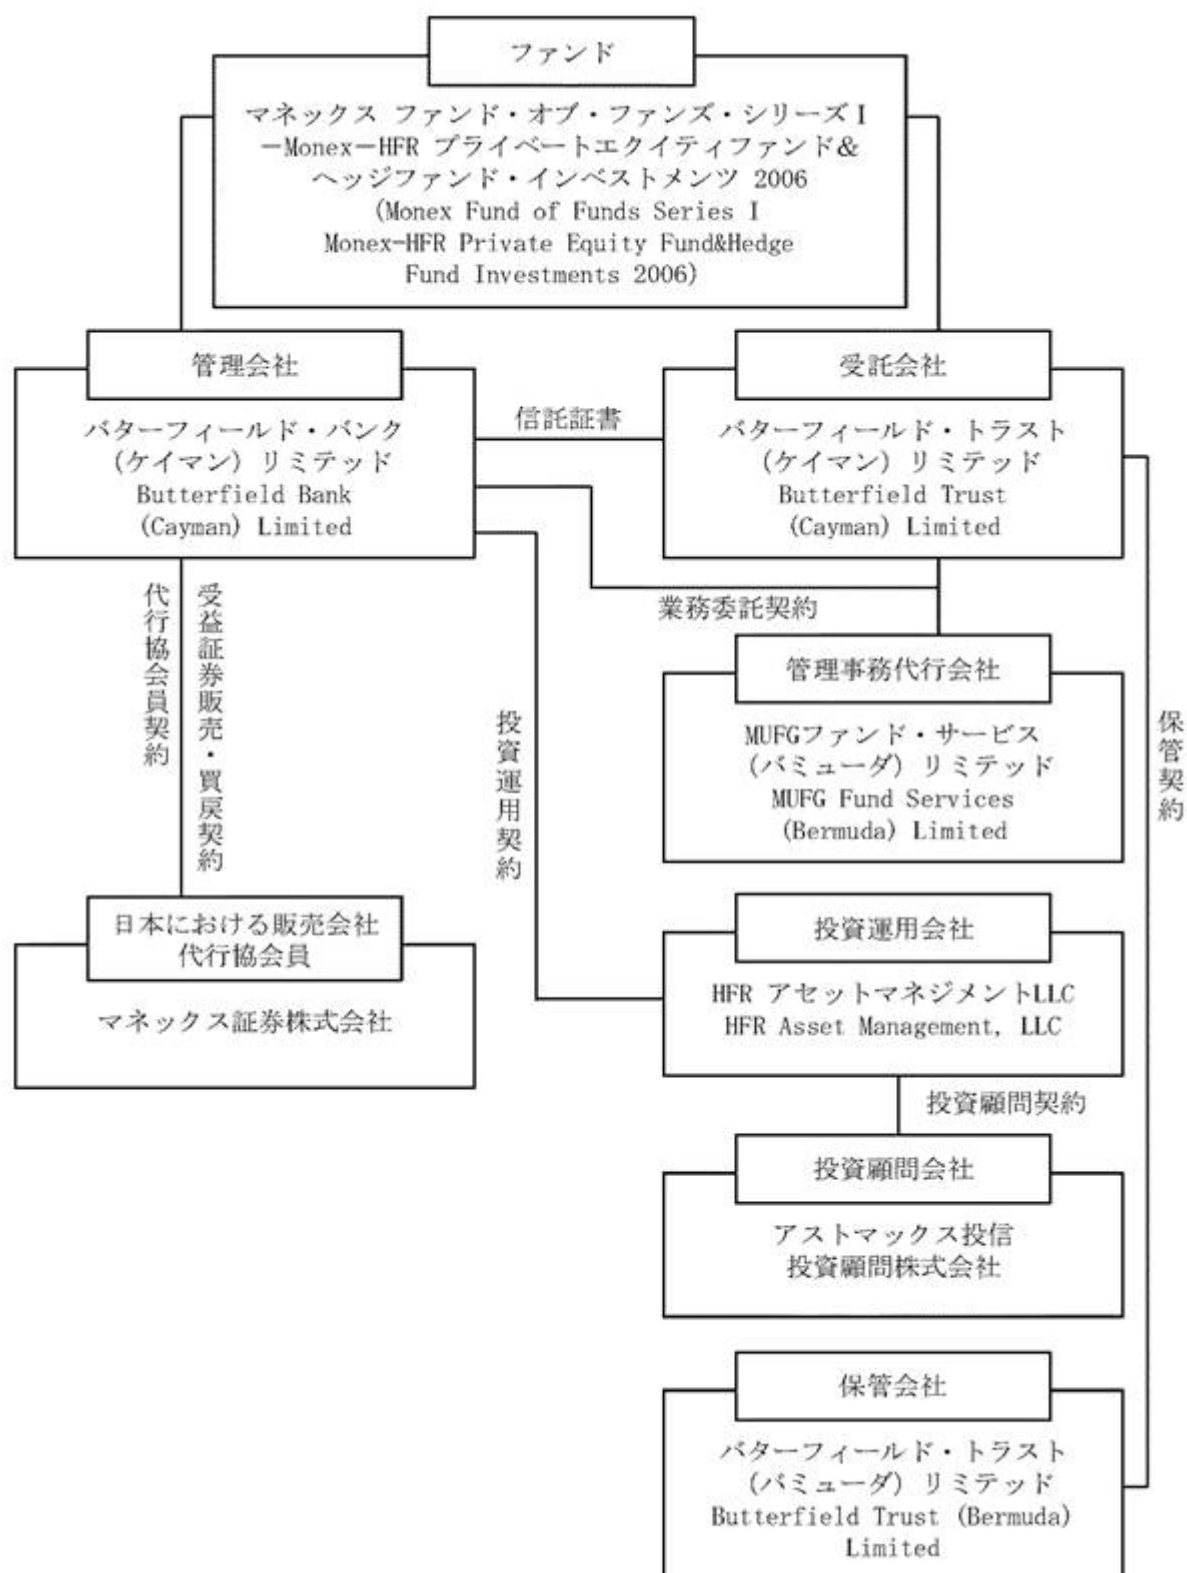 ファンド
マネックス ファンド・オブ・ファンズ・シリーズⅠ
－Monex－HFR プライベートエクイティファンド＆
ヘッジファンド・インベストメンツ 2006
(Monex Fund of Funds Series I
Monex-HFR Private Equity Fund&Hedge
Fund Investments 2006)
管理会社
バターフィールド・バンク
（ケイマン）リミテッド
Butterfield Bank
(Cayman) Limited
信託証書
受託会社
バターフィールド・トラスト
（ケイマン）リミテッド
Butterfield Trust
(Cayman) Limited
業務委託契約
代行協会員契約
受益証券販売・買戻契約
投資運用契約
保管契約
管理事務代行会社
MUFGファンド・サービス
（バミューダ）リミテッド
MUFG Fund Services
(Bermuda) Limited
日本における販売会社
代行協会員
マネックス証券株式会社
投資運用会社
HFR アセットマネジメントLLC
HFR Asset Management, LLC
投資顧問契約
投資顧問会社
アストマックス投信
投資顧問株式会社
保管会社
バターフィールド・トラスト
（バミューダ）リミテッド
Butterfield Trust (Bermuda)
Limited